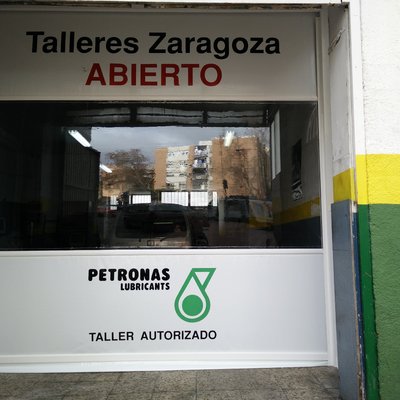 Talleres Zaragoza
ABIERTO
PETRONAS
LUBRICANTS
TALLER AUTORIZADO